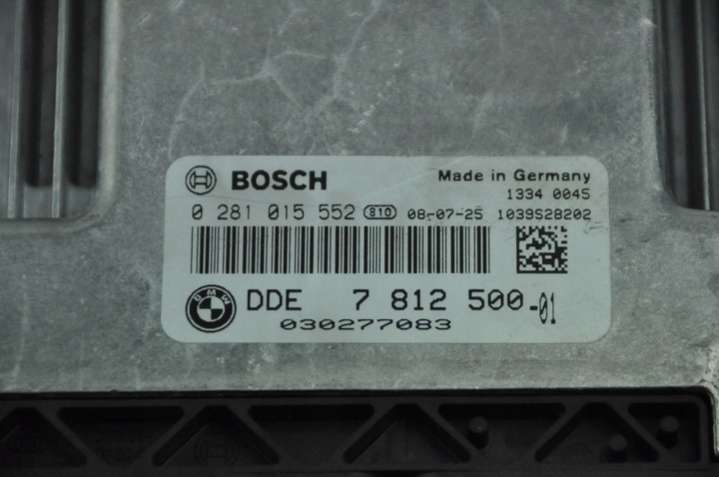 BOSCH
Made in Germany
1334 0045
0 281 015 552 810 08-07-25 1039S28202
BMW
DDE 7 812 500-01
030277083